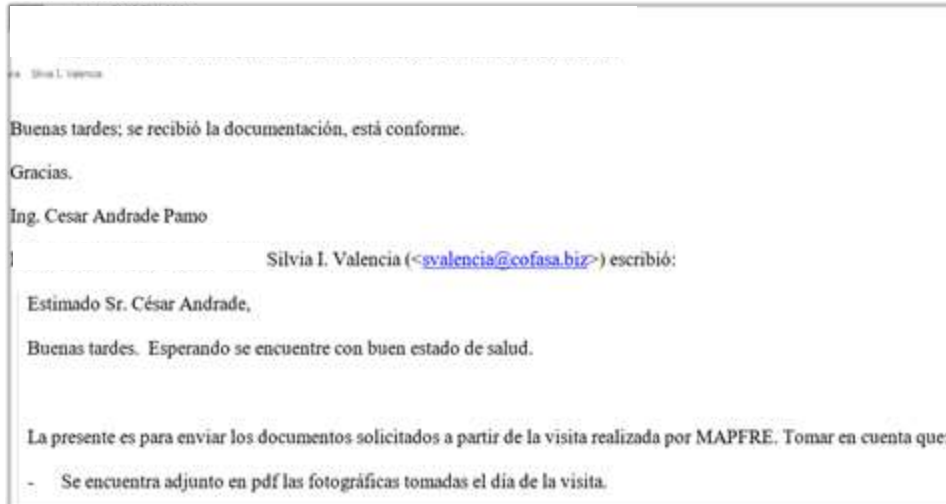 Silvia I. Valencia
Buenas tardes; se recibió la documentación, está conforme.
Gracias.
Ing. Cesar Andrade Pamo
Silvia I. Valencia (<svalencia@cofasa.biz>) escribió:
Estimado Sr. César Andrade,
Buenas tardes.  Esperando se encuentre con buen estado de salud.
La presente es para enviar los documentos solicitados a partir de la visita realizada por MAPFRE. Tomar en cuenta que
- Se encuentra adjunto en pdf las fotográficas tomadas el día de la visita.